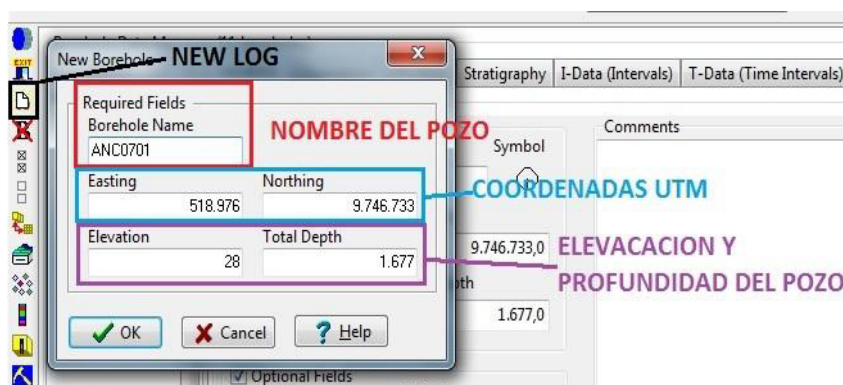 New Borehole
NEW LOG
EXIT
Stratigraphy
I-Data (Intervals)
T-Data (Time Intervals)
Required Fields
Borehole Name
ANC0701
NOMBRE DEL POZO
Symbol
Comments
Easting
Northing
518.976
9.746.733
COORDENADAS UTM
Elevation
Total Depth
28
1.677
9.746.733,0
ELEVACACION Y
PROFUNDIDAD DEL POZO
1.677,0
OK
Cancel
Help
Optional Fields